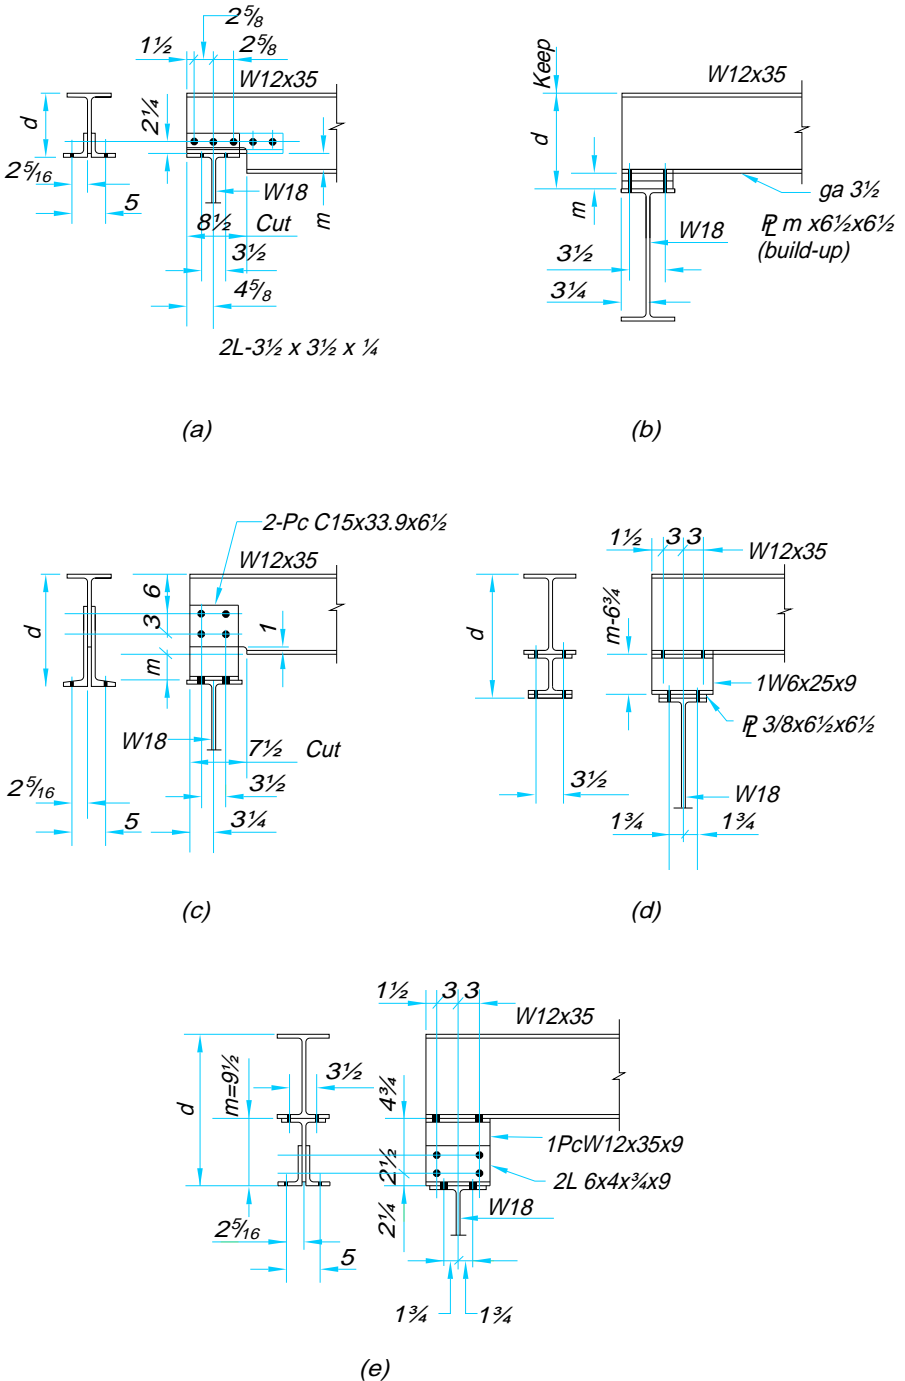 2⅝
1½
2⅝
W12x35
d
2¼
2⁵⁄₁₆
5
W18
m
8½
Cut
3½
4⅝
2L-3½ x 3½ x ¼
(a)
Keep
W12x35
d
m
ga 3½
W18
℄ m x6½x6½
(build-up)
3½
3¼
(b)
2-Pc C15x33.9x6½
W12x35
d
6
3
1
m
W18
7½
Cut
2⁵⁄₁₆
3½
5
3¼
(c)
1½
3
3
W12x35
d
m-6¾
1W6x25x9
℄ 3/8x6½x6½
3½
W18
1¾
1¾
(d)
1½
3
3
W12x35
d
m=9½
3½
4¾
1PcW12x35x9
2½
2L 6x4x¾x9
2¼
W18
2⁵⁄₁₆
5
1¾
1¾
(e)